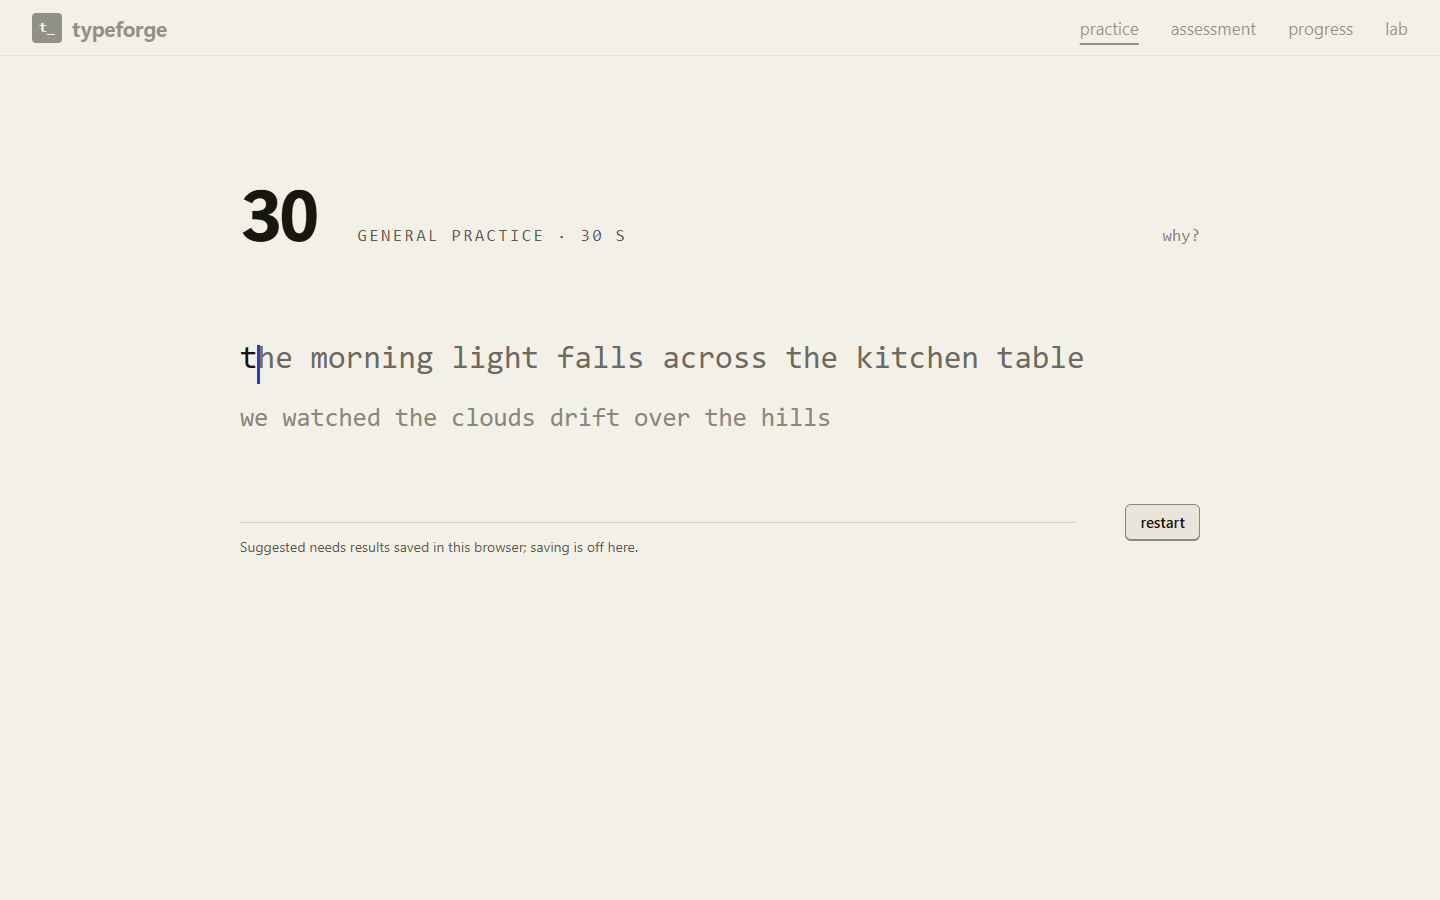 t_ typeforge practice assessment progress lab
30 GENERAL PRACTICE · 30 S why?
the morning light falls across the kitchen table
we watched the clouds drift over the hills
restart
Suggested needs results saved in this browser; saving is off here.